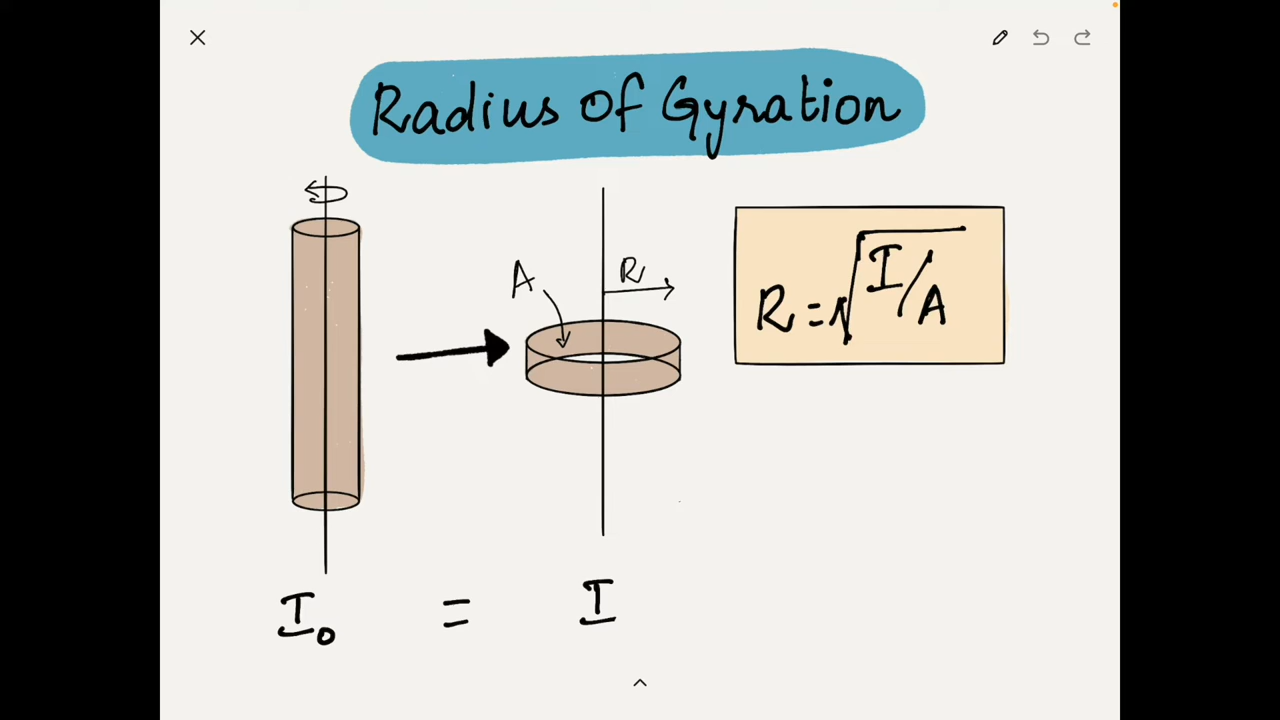 Radius Of Gyration
A
R
R = √I/A
I₀ = I